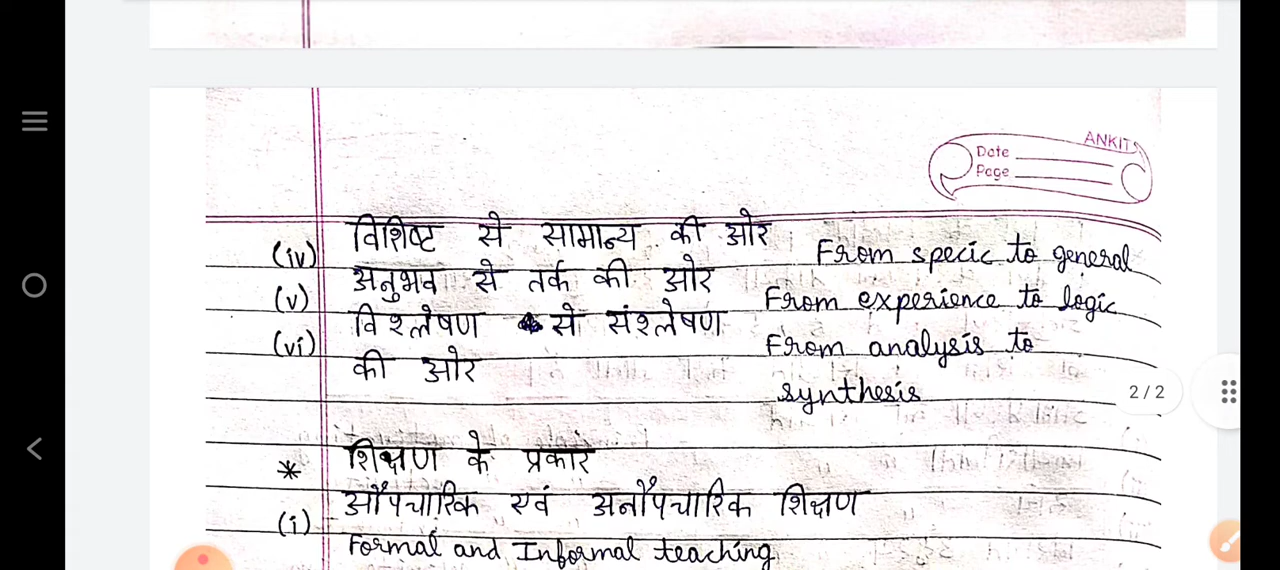 ANKIT
Date
Page
(iv) विशिष्ट से सामान्य की ओर From specic to general
(v) अनुभव से तर्क की ओर From experience to logic
(vi) विश्लेषण से संश्लेषण From analysis to
की ओर synthesis
2/2
* शिक्षण के प्रकार
(i) औपचारिक एवं अनौपचारिक शिक्षण
Formal and Informal teaching